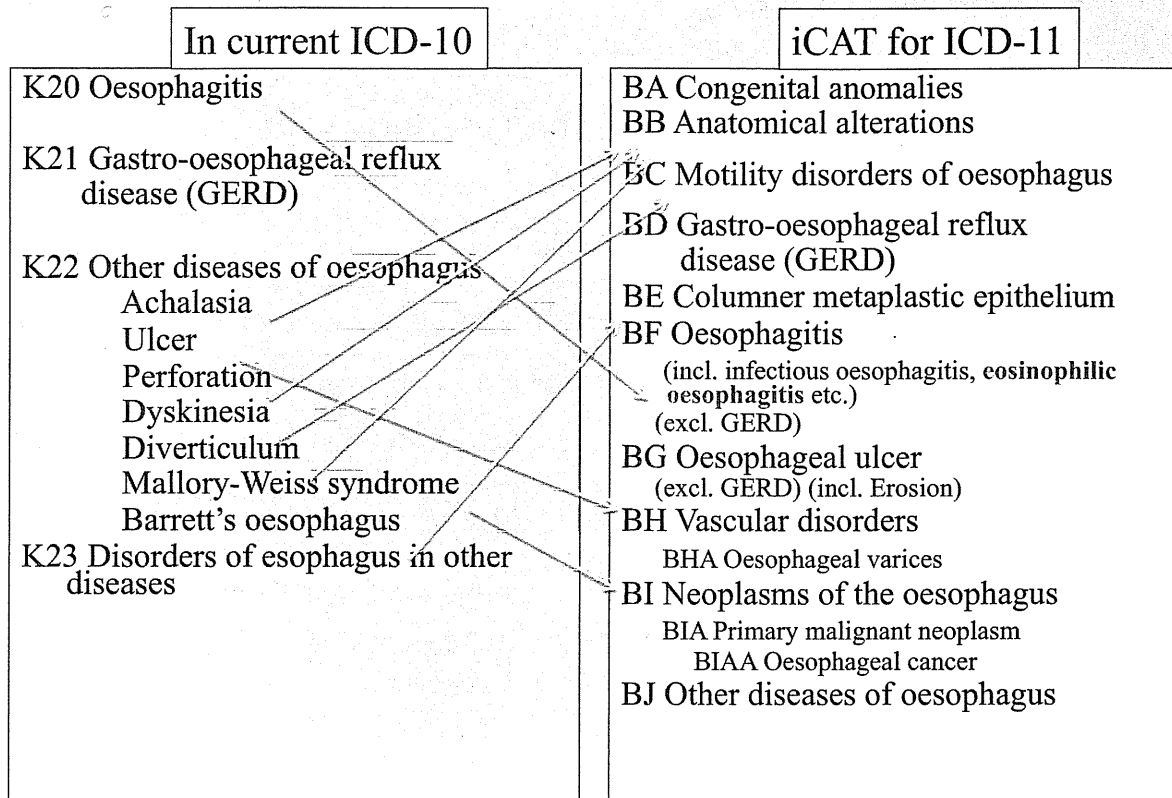 In current ICD-10
K20 Oesophagitis
K21 Gastro-oesophageal reflux
disease (GERD)
K22 Other diseases of oesophagus
Achalasia
Ulcer
Perforation
Dyskinesia
Diverticulum
Mallory-Weiss syndrome
Barrett's oesophagus
K23 Disorders of esophagus in other
diseases
iCAT for ICD-11
BA Congenital anomalies
BB Anatomical alterations
BC Motility disorders of oesophagus
BD Gastro-oesophageal reflux
disease (GERD)
BE Columner metaplastic epithelium
BF Oesophagitis
(incl. infectious oesophagitis, eosinophilic
oesophagitis etc.)
(excl. GERD)
BG Oesophageal ulcer
(excl. GERD) (incl. Erosion)
BH Vascular disorders
BHA Oesophageal varices
BI Neoplasms of the oesophagus
BIA Primary malignant neoplasm
BIAA Oesophageal cancer
BJ Other diseases of oesophagus